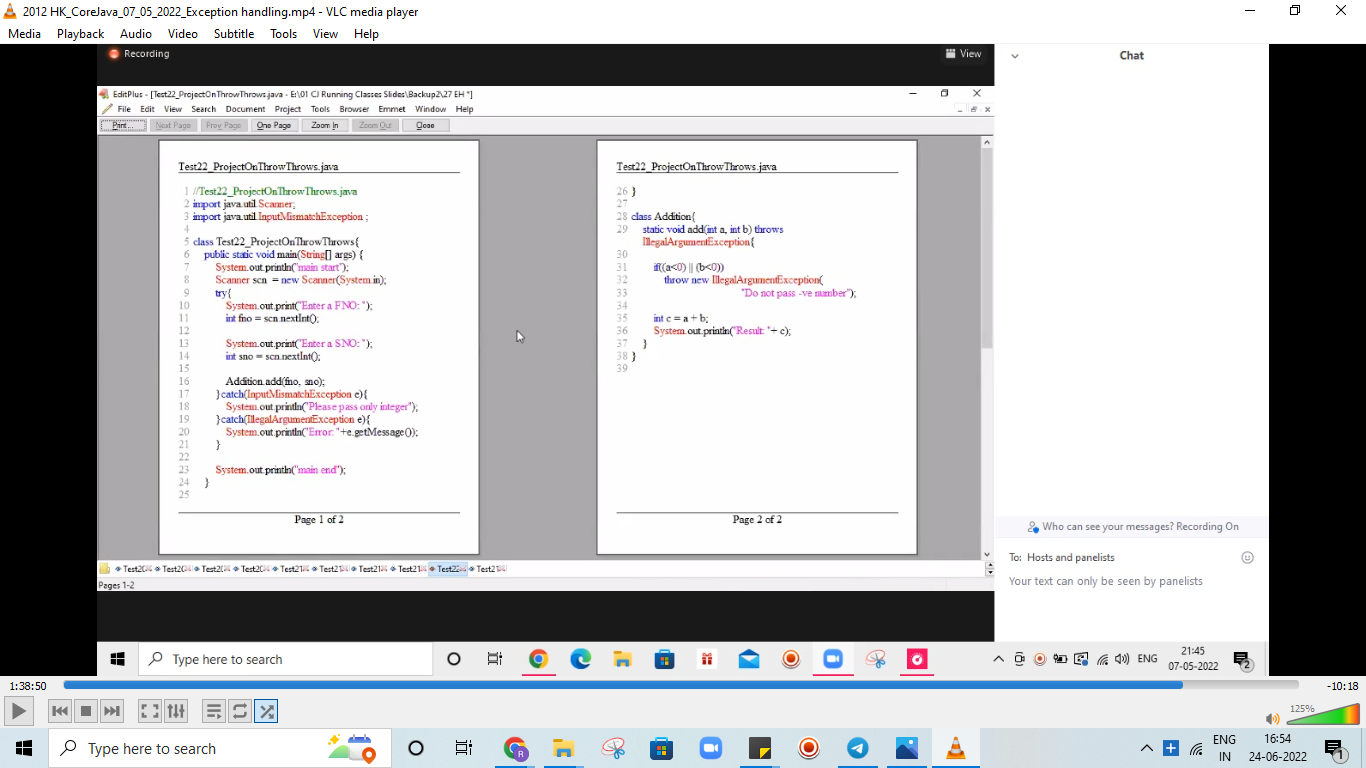 2012 HK_CoreJava_07_05_2022_Exception handling.mp4 - VLC media player
Media Playback Audio Video Subtitle Tools View Help
Recording
View
Chat
EditPlus - [Test22_ProjectOnThrowThrows.java - E:\01 CJ Running Classes Slides\Backup2\27 EH *]
File Edit View Search Document Project Tools Browser Emmet Window Help
Print... Next Page Prev Page One Page Zoom In Zoom Out Close
Test22_ProjectOnThrowThrows.java
1 //Test22_ProjectOnThrowThrows.java
2 import java.util.Scanner;
3 import java.util.InputMismatchException ;
4
5 class Test22_ProjectOnThrowThrows{
6 public static void main(String[] args) {
7 System.out.println("main start");
8 Scanner scn = new Scanner(System.in);
9 try{
10 System.out.print("Enter a FNO: ");
11 int fno = scn.nextInt();
12
13 System.out.print("Enter a SNO: ");
14 int sno = scn.nextInt();
15
16 Addition.add(fno, sno);
17 }catch(InputMismatchException e){
18 System.out.println("Please pass only integer");
19 }catch(IllegalArgumentException e){
20 System.out.println("Error: "+e.getMessage());
21 }
22
23 System.out.println("main end");
24 }
25
Page 1 of 2
Test22_ProjectOnThrowThrows.java
26 }
27
28 class Addition{
29 static void add(int a, int b) throws
IllegalArgumentException{
30
31 if((a<0) || (b<0))
32 throw new IllegalArgumentException(
33 "Do not pass -ve number");
34
35 int c = a + b;
36 System.out.println("Result: "+ c);
37 }
38 }
39
Page 2 of 2
Pages 1-2
Who can see your messages? Recording On
To: Hosts and panelists
Your text can only be seen by panelists
Type here to search
ENG
21:45
07-05-2022
2
1:38:50
-10:18
125%
Type here to search
R
ENG
IN
16:54
24-06-2022
1